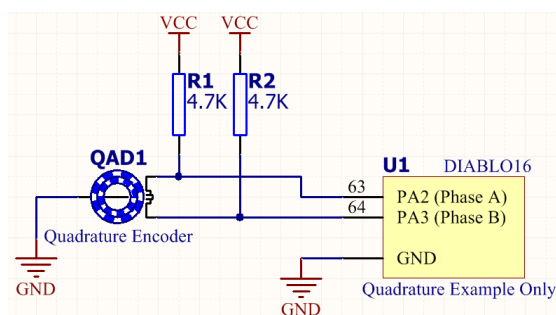 VCC
VCC
R1
4.7K
R2
4.7K
QAD1
Quadrature Encoder
GND
U1
DIABLO16
63
PA2 (Phase A)
64
PA3 (Phase B)
GND
GND
Quadrature Example Only